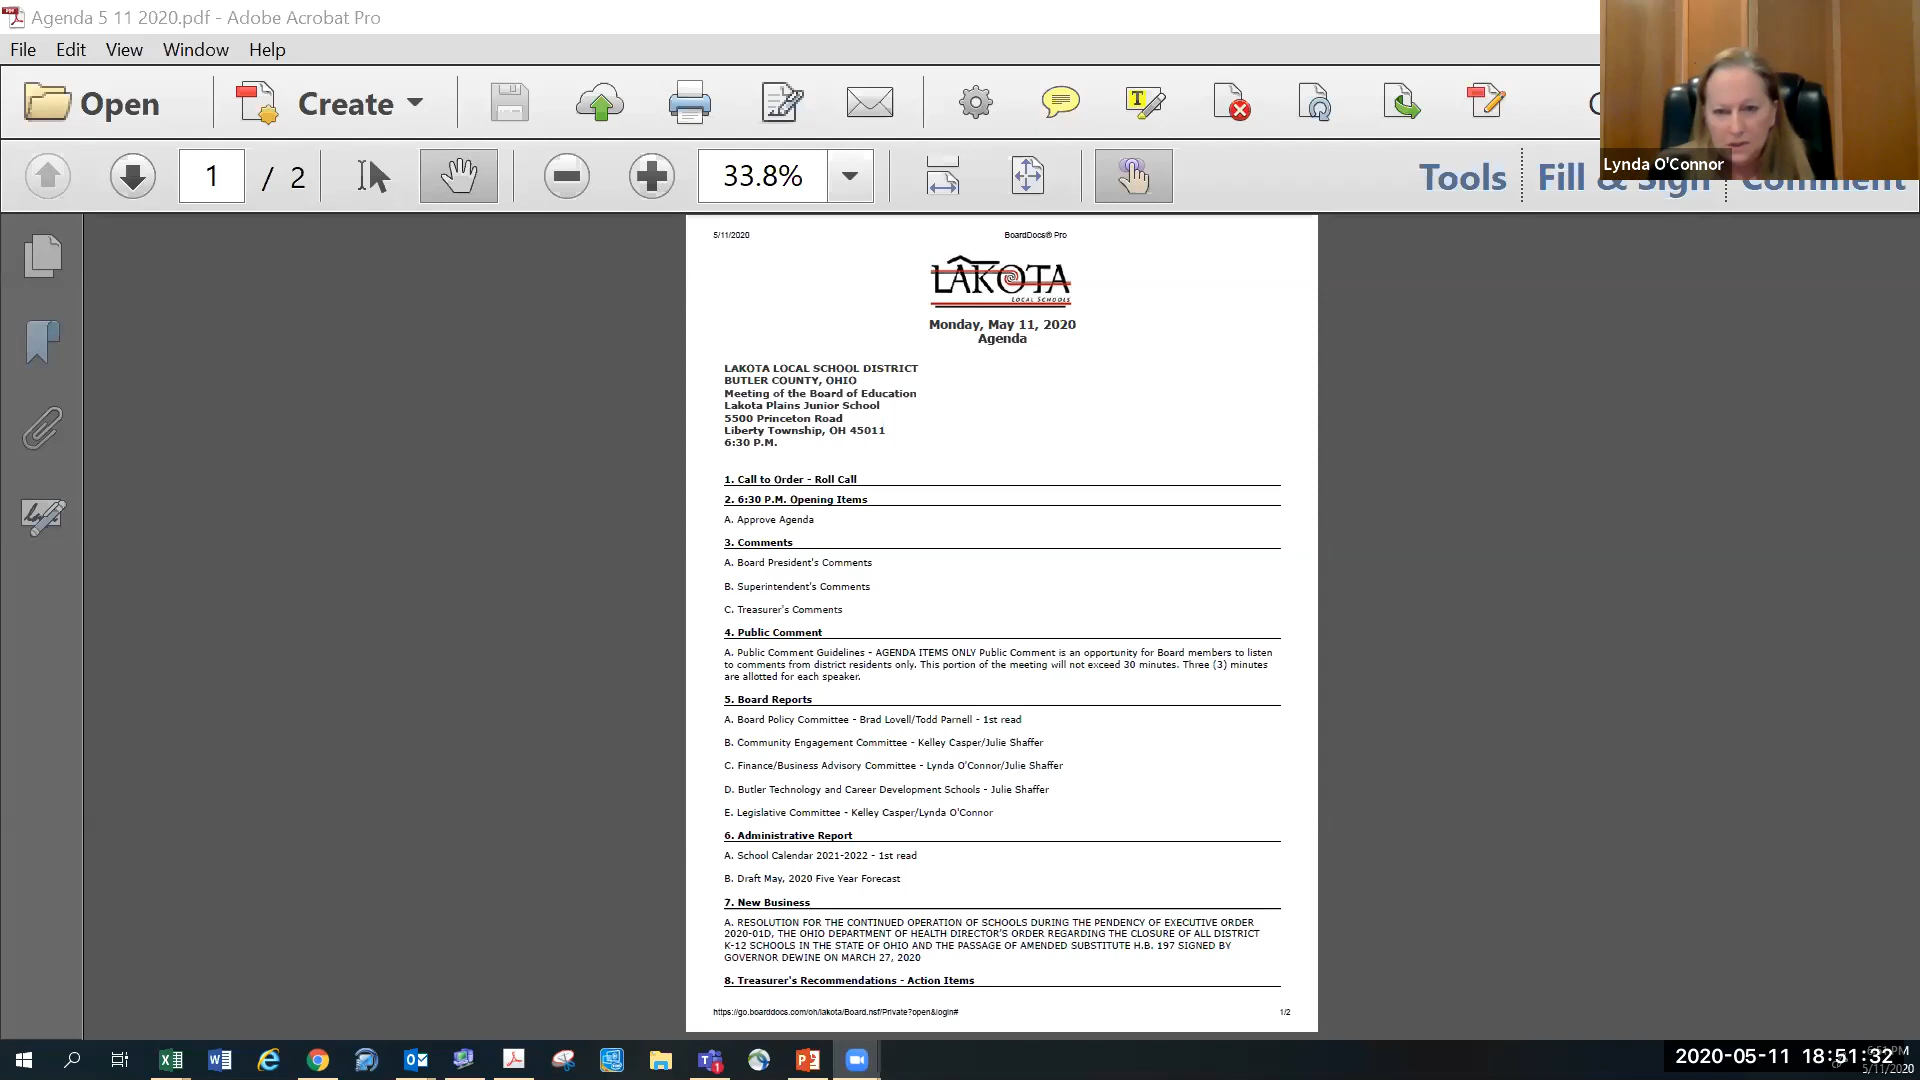 Agenda 5 11 2020.pdf - Adobe Acrobat Pro
File Edit View Window Help
Open Create
1 / 2 33.8% Tools Fill & Sign Comment
Lynda O'Connor
5/11/2020 BoardDocs® Pro
LAKOTA
LOCAL SCHOOLS
Monday, May 11, 2020
Agenda
LAKOTA LOCAL SCHOOL DISTRICT
BUTLER COUNTY, OHIO
Meeting of the Board of Education
Lakota Plains Junior School
5500 Princeton Road
Liberty Township, OH 45011
6:30 P.M.
1. Call to Order - Roll Call
2. 6:30 P.M. Opening Items
A. Approve Agenda
3. Comments
A. Board President's Comments
B. Superintendent's Comments
C. Treasurer's Comments
4. Public Comment
A. Public Comment Guidelines - AGENDA ITEMS ONLY Public Comment is an opportunity for Board members to listen
to comments from district residents only. This portion of the meeting will not exceed 30 minutes. Three (3) minutes
are allotted for each speaker.
5. Board Reports
A. Board Policy Committee - Brad Lovell/Todd Parnell - 1st read
B. Community Engagement Committee - Kelley Casper/Julie Shaffer
C. Finance/Business Advisory Committee - Lynda O'Connor/Julie Shaffer
D. Butler Technology and Career Development Schools - Julie Shaffer
E. Legislative Committee - Kelley Casper/Lynda O'Connor
6. Administrative Report
A. School Calendar 2021-2022 - 1st read
B. Draft May, 2020 Five Year Forecast
7. New Business
A. RESOLUTION FOR THE CONTINUED OPERATION OF SCHOOLS DURING THE PENDENCY OF EXECUTIVE ORDER
2020-01D, THE OHIO DEPARTMENT OF HEALTH DIRECTOR'S ORDER REGARDING THE CLOSURE OF ALL DISTRICT
K-12 SCHOOLS IN THE STATE OF OHIO AND THE PASSAGE OF AMENDED SUBSTITUTE H.B. 197 SIGNED BY
GOVERNOR DEWINE ON MARCH 27, 2020
8. Treasurer's Recommendations - Action Items
https://go.boarddocs.com/oh/lakota/Board.nsf/Private?open&login# 1/2
2020-05-11 18:51:32
5/11/2020